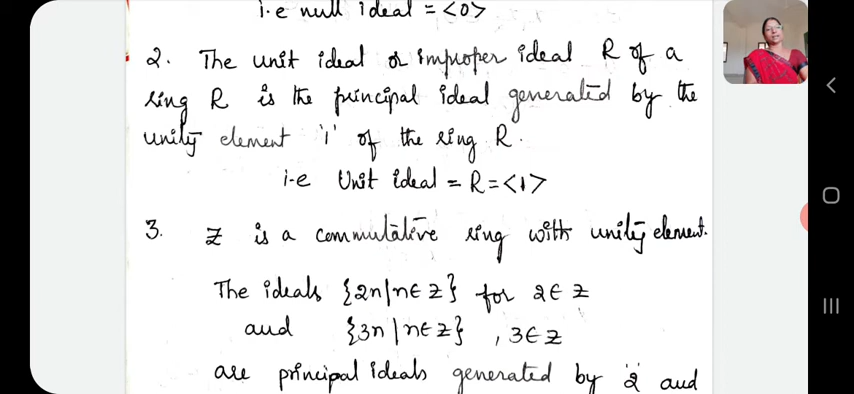 i.e null ideal = <0>
2. The unit ideal or improper ideal R of a
ring R is the principal ideal generated by the
unity element '1' of the ring R.
i.e Unit ideal = R = <1>
3. Z is a commutative ring with unity element.
The ideals {2n|n∈Z} for 2∈Z
and {3n|n∈Z}, 3∈Z
are principal ideals generated by '2' and